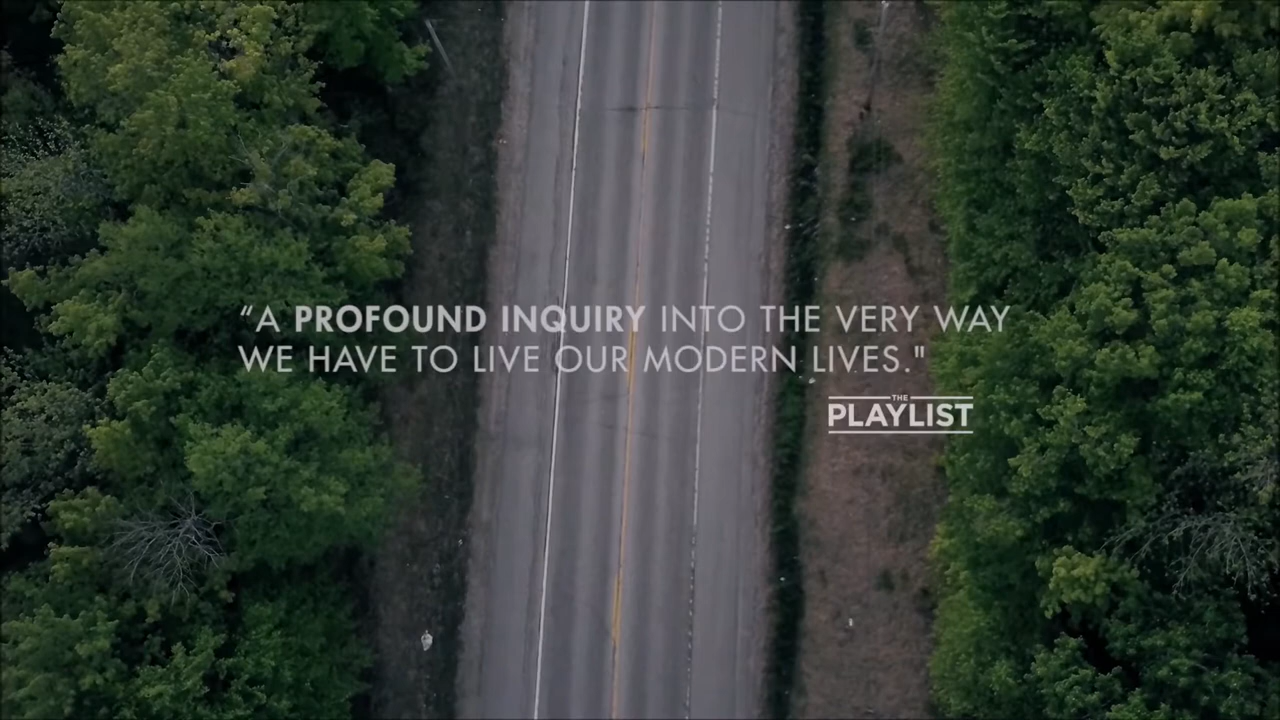 “A PROFOUND INQUIRY INTO THE VERY WAY
WE HAVE TO LIVE OUR MODERN LIVES."
THE
PLAYLIST